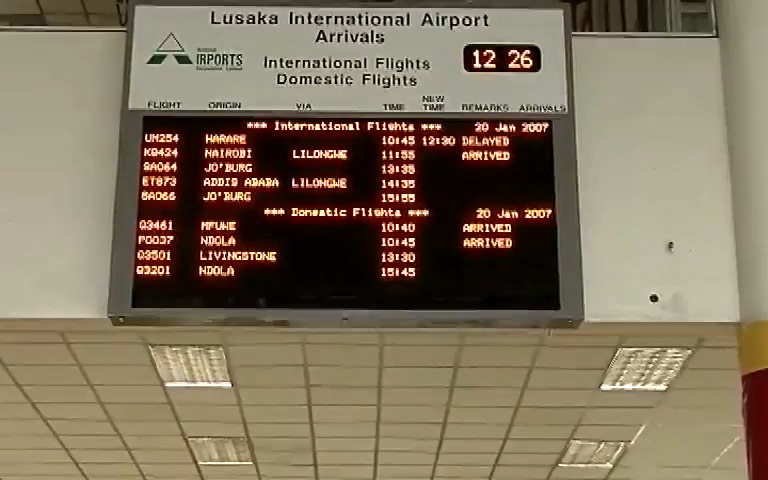 Lusaka International Airport
Arrivals
International Flights
Domestic Flights
12 26
FLIGHT ORIGIN VIA TIME NEW TIME REMARKS ARRIVALS
*** International Flights *** 20 Jan 2007
UM254 HARARE 10:45 12:30 DELAYED
KQ424 NAIROBI LILONGWE 11:55 ARRIVED
SA064 JO'BURG 13:35
ET873 ADDIS ABABA LILONGWE 14:35
SA066 JO'BURG 15:55
*** Domestic Flights *** 20 Jan 2007
Q3461 MFUWE 10:40 ARRIVED
P0037 NDOLA 10:45 ARRIVED
Q3501 LIVINGSTONE 13:30
Q3201 NDOLA 15:45